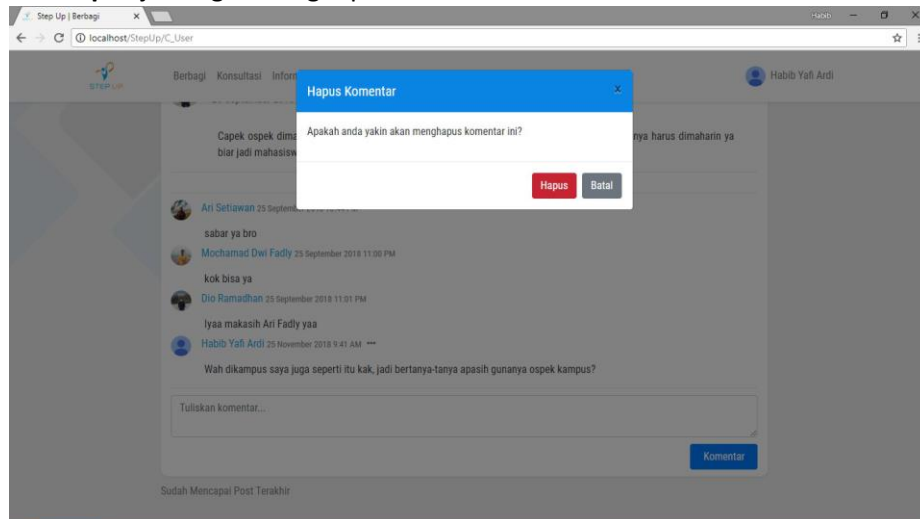 Step Up | Berbagi
Habib
localhost/StepUp/C_User
STEP UP
Berbagi Konsultasi
Habib Yafi Ardi
Hapus Komentar
x
Apakah anda yakin akan menghapus komentar ini?
Hapus Batal
Capek ospek nya harus dimaharin ya
biar jadi
Ari Setiawan 25
sabar ya bro
Mochamad Dwi Fadly 25 September 2018 11:00 PM
kok bisa ya
Dio Ramadhan 25 September 2018 11:01 PM
Iyaa makasih Ari Fadly yaa
Habib Yafi Ardi 25 November 2018 9:41 AM
Wah dikampus saya juga seperti itu kak, jadi bertanya-tanya apasih gunanya ospek kampus?
Tuliskan komentar...
Komentar
Sudah Mencapai Post Terakhir